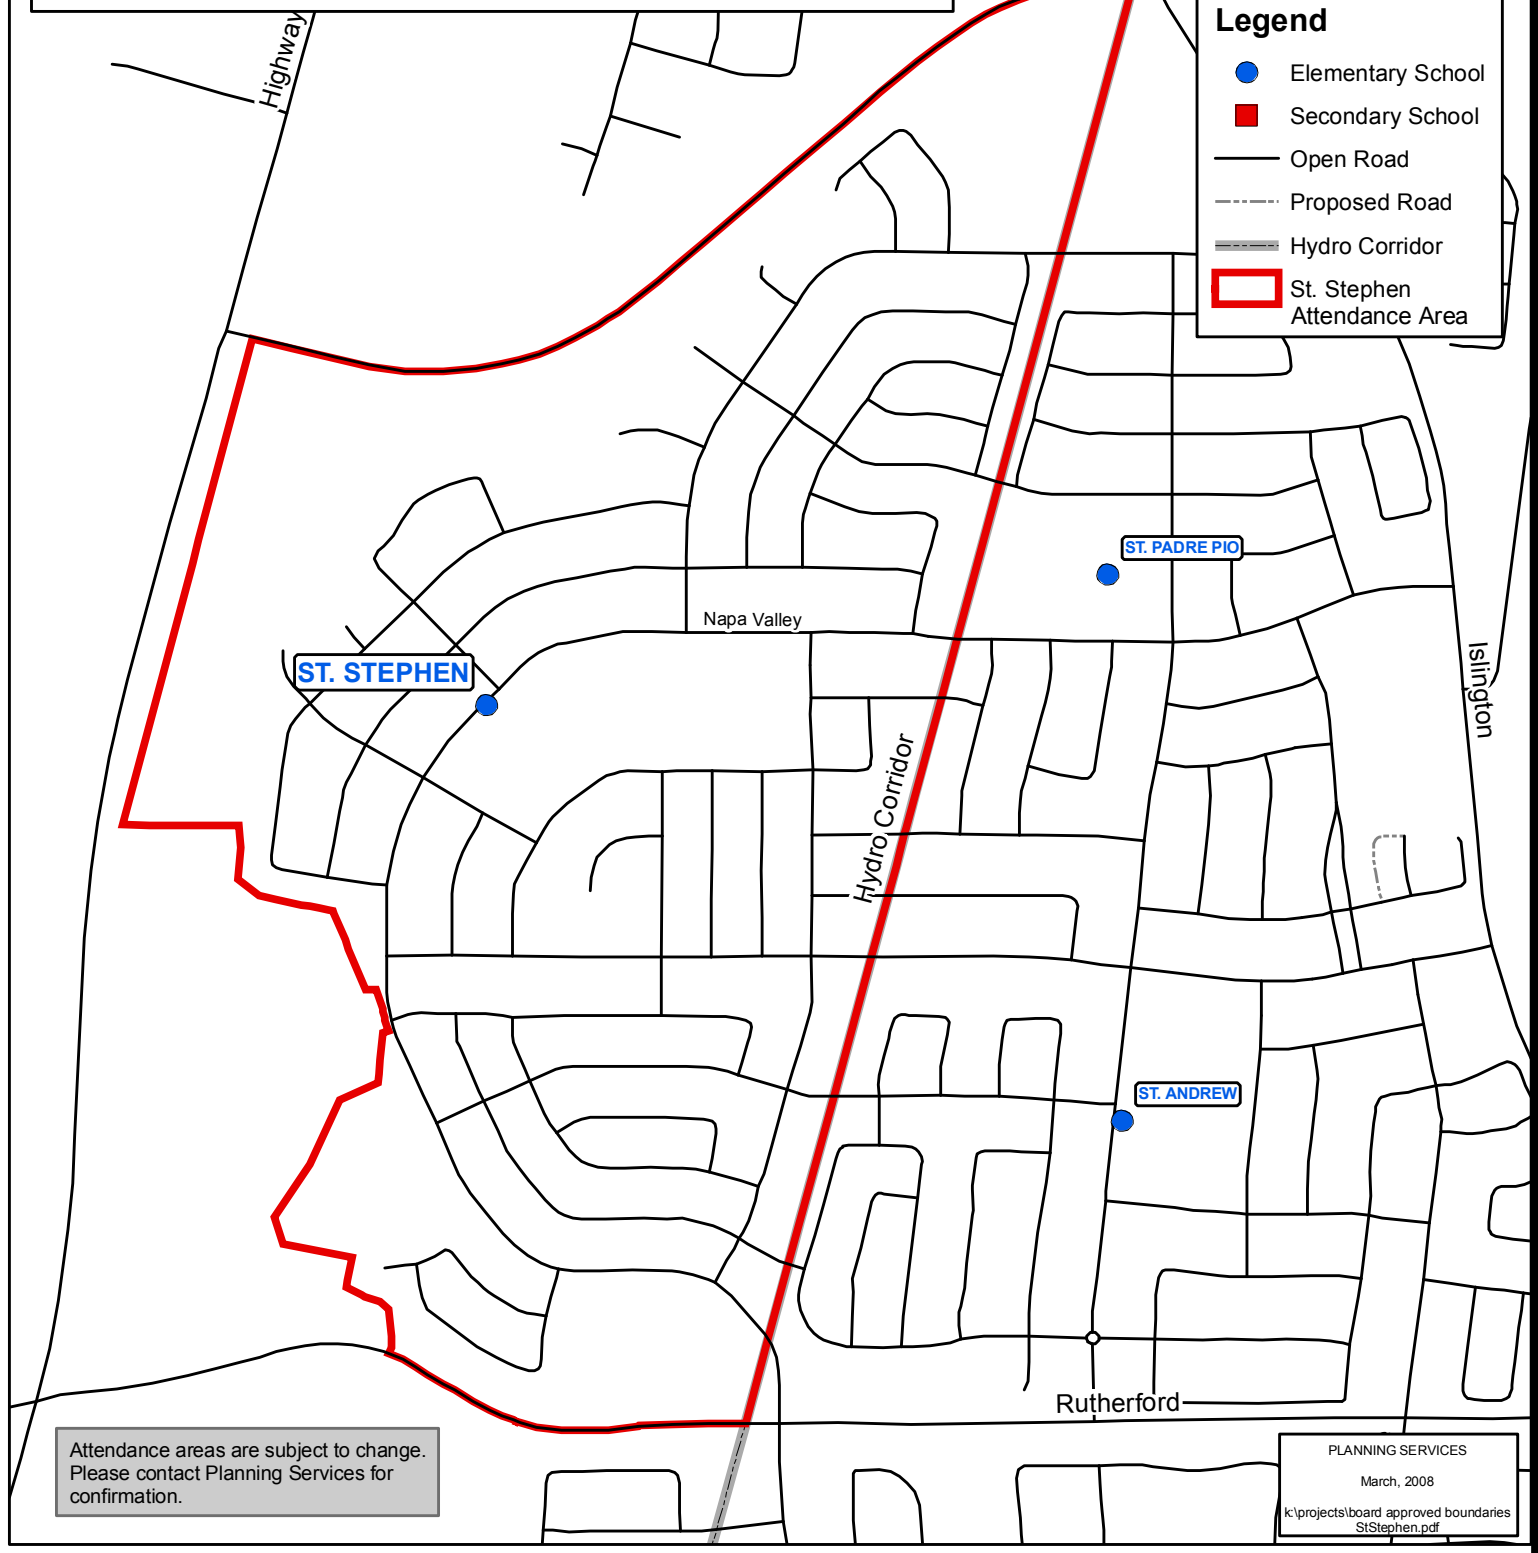 Highway
Legend
Elementary School
Secondary School
Open Road
Proposed Road
Hydro Corridor
St. Stephen
Attendance Area
ST. PADRE PIO
Napa Valley
ST. STEPHEN
Islington
Hydro Corridor
ST. ANDREW
Rutherford
Attendance areas are subject to change.
Please contact Planning Services for
confirmation.
PLANNING SERVICES
March, 2008
k:\projects\board approved boundaries
StStephen.pdf